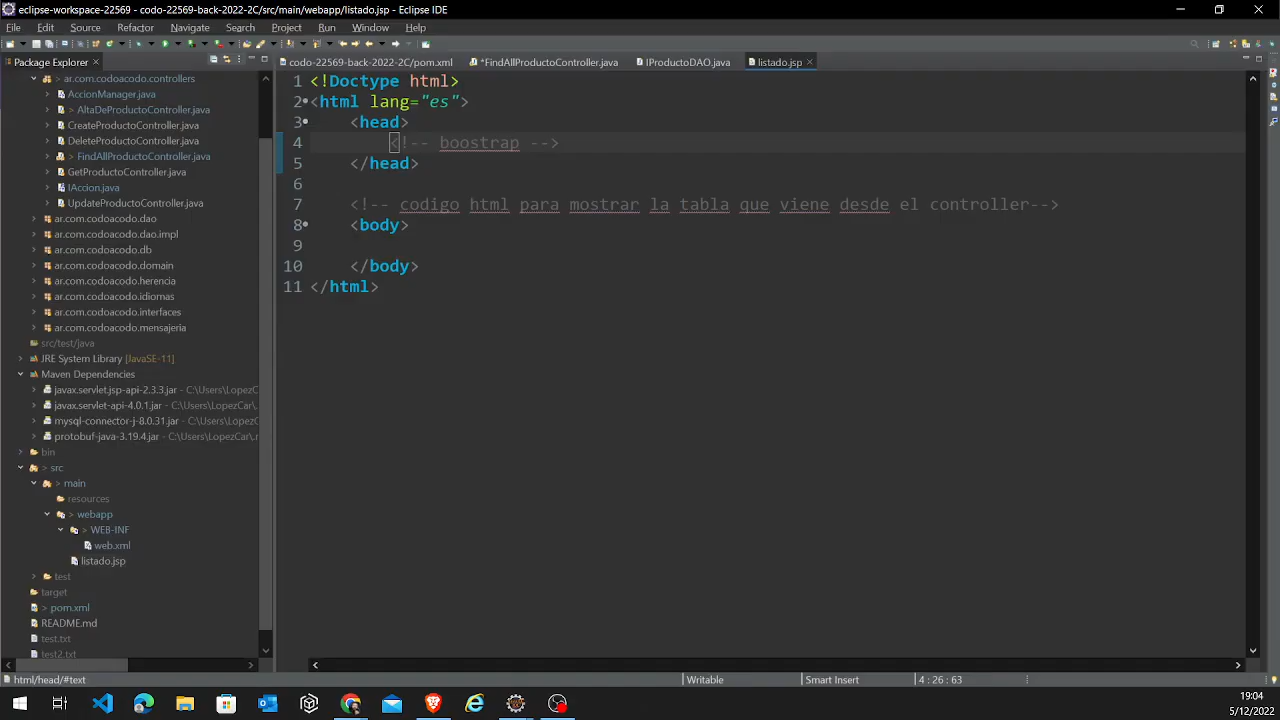 eclipse-workspace-22569 - codo-22569-back-2022-2C/src/main/webapp/listado.jsp - Eclipse IDE
File Edit Source Refactor Navigate Search Project Run Window Help
Package Explorer
codo-22569-back-2022-2C/pom.xml *FindAllProductoController.java IProductoDAO.java listado.jsp
ar.com.codoacodo.controllers
AccionManager.java
> AltaDeProductoController.java
CreateProductoController.java
DeleteProductoController.java
> FindAllProductoController.java
GetProductoController.java
IAccion.java
UpdateProductoController.java
ar.com.codoacodo.dao
ar.com.codoacodo.dao.impl
ar.com.codoacodo.db
ar.com.codoacodo.domain
ar.com.codoacodo.herencia
ar.com.codoacodo.idiomas
ar.com.codoacodo.interfaces
ar.com.codoacodo.mensajeria
src/test/java
JRE System Library [JavaSE-11]
Maven Dependencies
javax.servlet.jsp-api-2.3.3.jar - C:\Users\LopezC
javax.servlet-api-4.0.1.jar - C:\Users\LopezCar\.
mysql-connector-j-8.0.31.jar - C:\Users\LopezC
protobuf-java-3.19.4.jar - C:\Users\LopezCar\.r
bin
> src
> main
resources
> webapp
> WEB-INF
web.xml
listado.jsp
test
target
> pom.xml
README.md
test.txt
test2.txt
1 <!Doctype html>
2 <html lang="es">
3 <head>
4 <!-- boostrap -->
5 </head>
6
7 <!-- codigo html para mostrar la tabla que viene desde el controller-->
8 <body>
9
10 </body>
11 </html>
html/head/#text Writable Smart Insert 4 : 26 : 63
19:04
5/12/2022